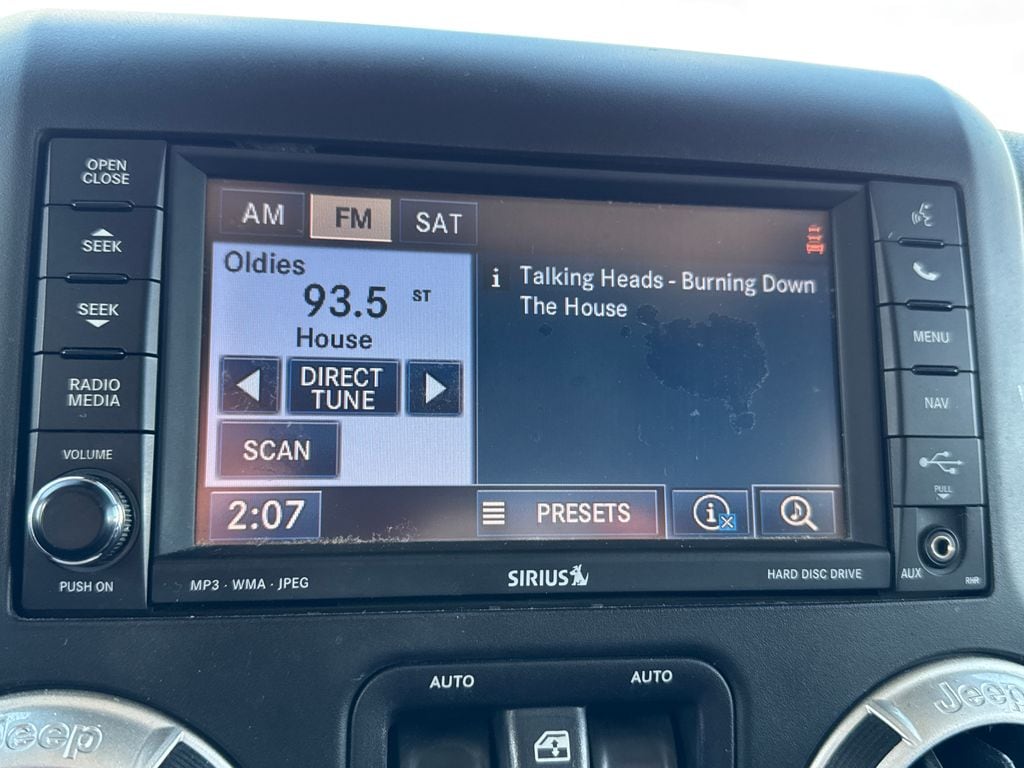 OPEN
CLOSE
SEEK
SEEK
RADIO
MEDIA
VOLUME
PUSH ON
AM FM SAT
Oldies
93.5 ST
House
DIRECT
TUNE
SCAN
i Talking Heads - Burning Down
The House
2:07 PRESETS i
MP3 · WMA · JPEG
SIRIUS
HARD DISC DRIVE
MENU
NAV
PULL
AUX
RHR
AUTO AUTO
Jeep
Jeep